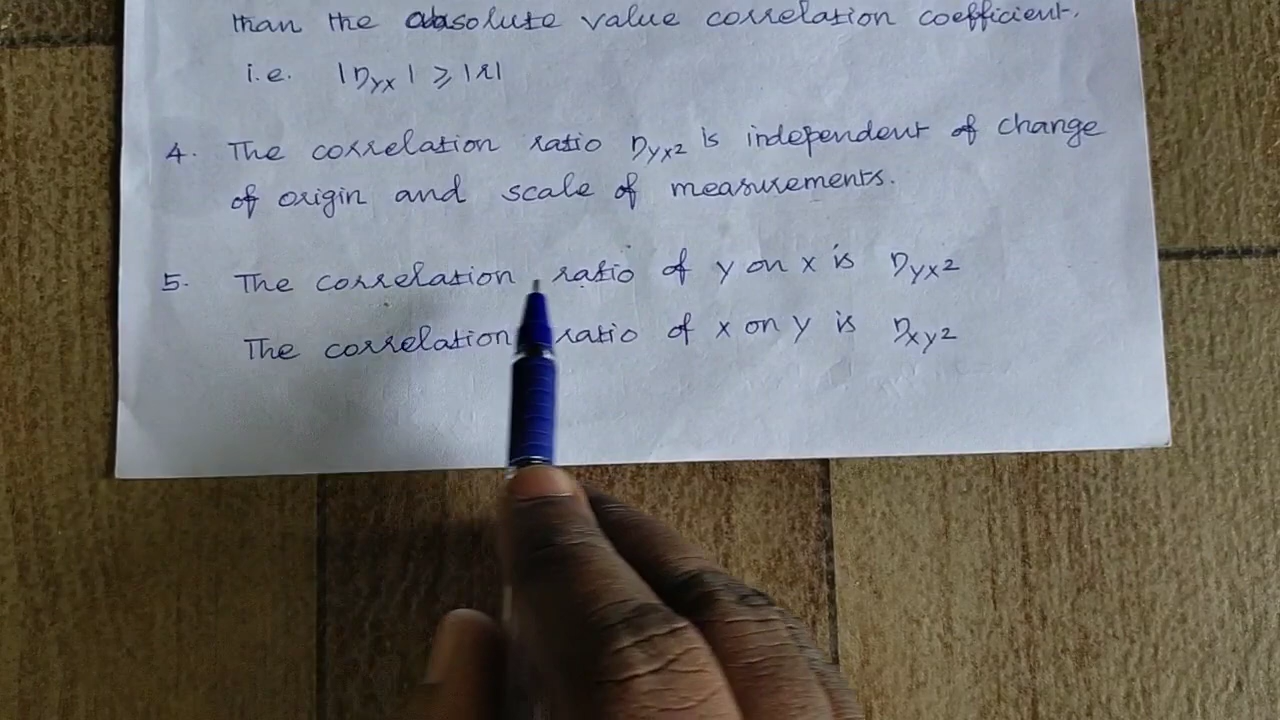 than the absolute value correlation coefficient.
i.e. |ηyx| ≥ |r|
4. The correlation ratio ηyx² is independent of change
of origin and scale of measurements.
5. The correlation ratio of y on x is ηyx²
The correlation ratio of x on y is ηxy²